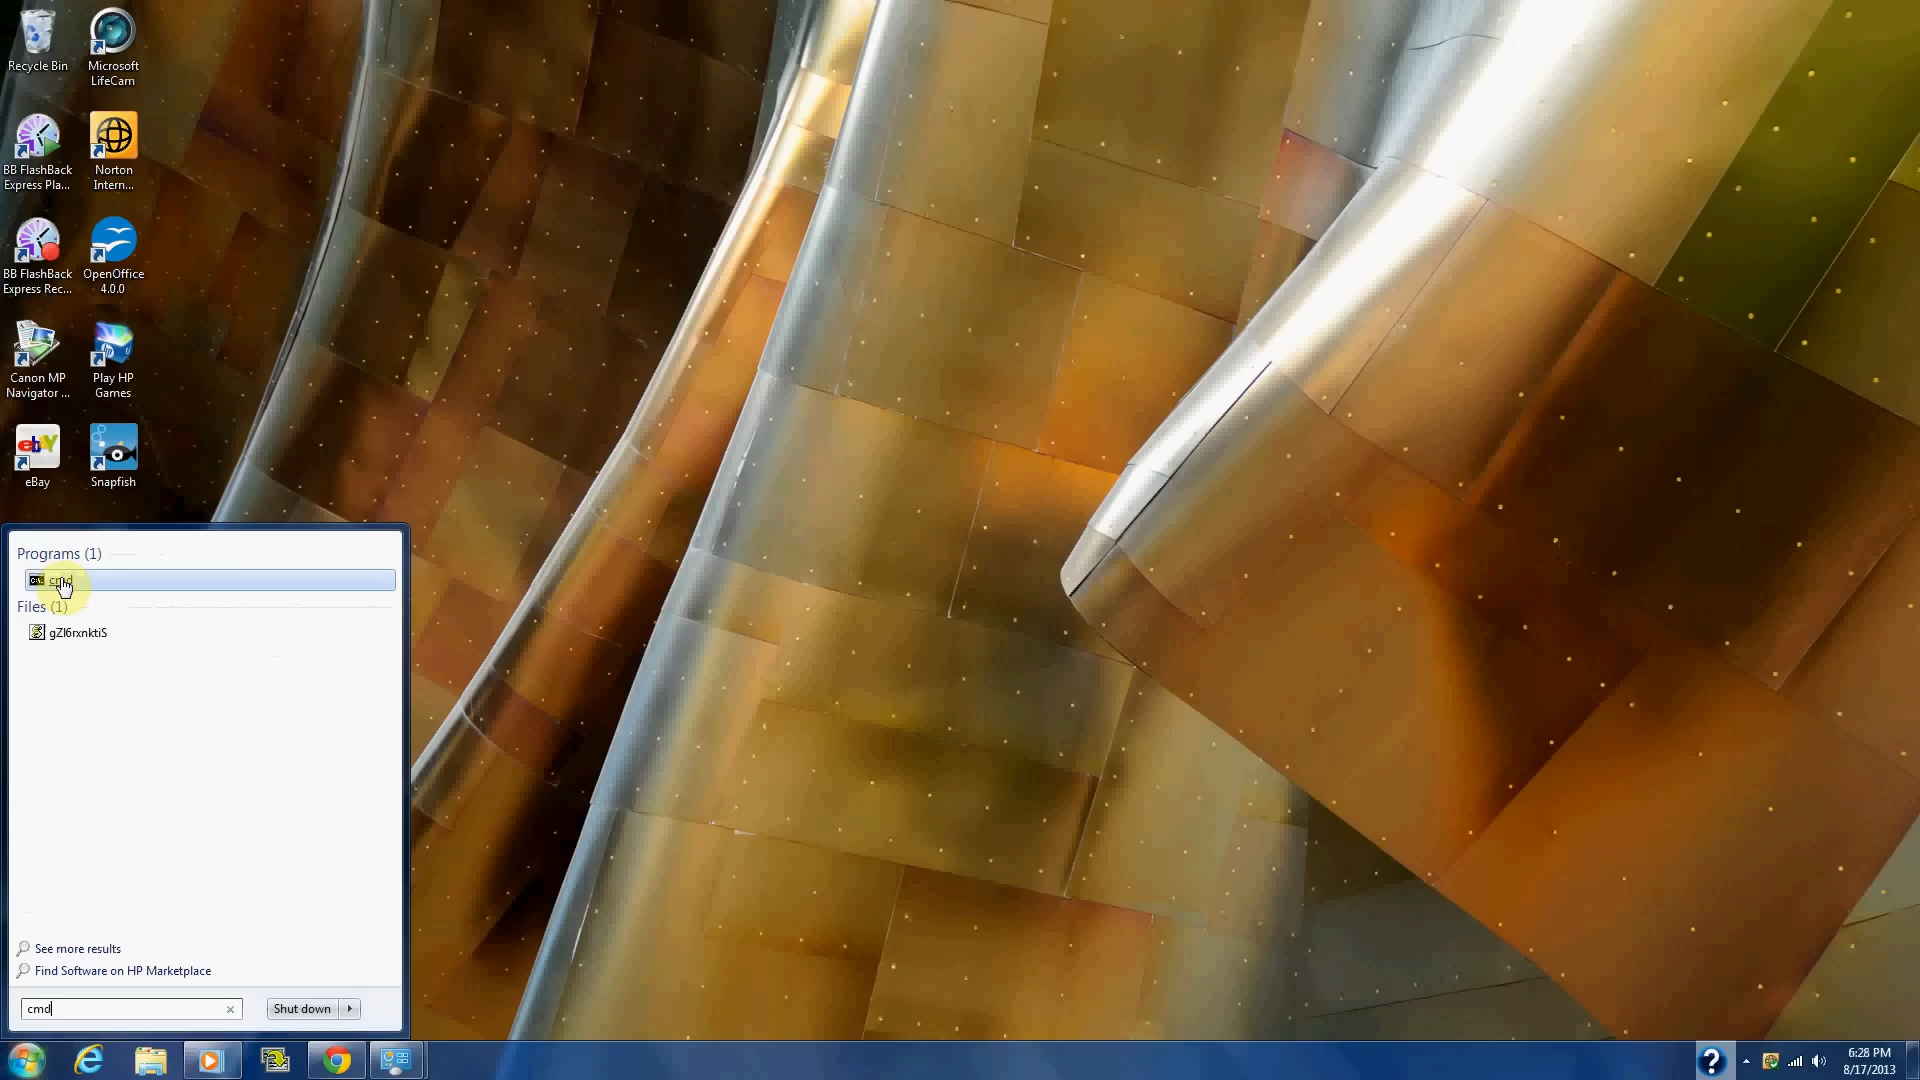 Recycle Bin
Microsoft
LifeCam
BB FlashBack
Express Pla...
Norton
Intern...
BB FlashBack
Express Rec...
OpenOffice
4.0.0
Canon MP
Navigator ...
Play HP
Games
ebY
eBay
Snapfish
Programs (1)
cmd
Files (1)
gZl6rxnktiS
See more results
Find Software on HP Marketplace
cmd
Shut down
6:28 PM
8/17/2013